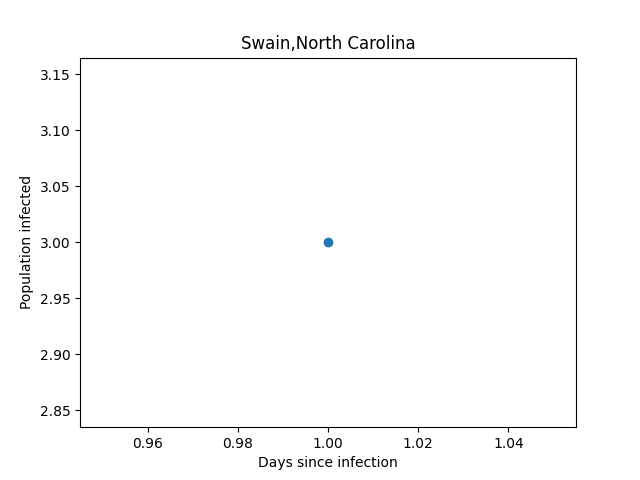 Swain,North Carolina
3.15
3.10
3.05
3.00
2.95
2.90
2.85
Population infected
0.96 0.98 1.00 1.02 1.04
Days since infection